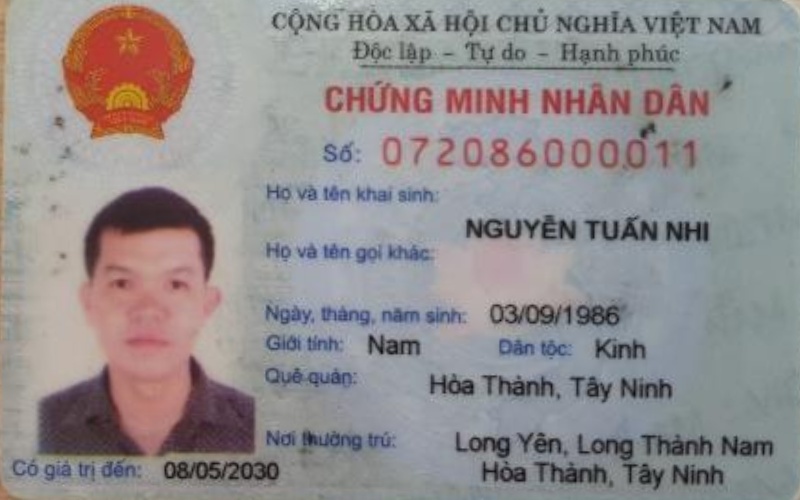 CỘNG HÒA XÃ HỘI CHỦ NGHĨA VIỆT NAM
Độc lập - Tự do - Hạnh phúc
CHỨNG MINH NHÂN DÂN
Số: 072086000011
Họ và tên khai sinh:
NGUYỄN TUẤN NHI
Họ và tên gọi khác:
Ngày, tháng, năm sinh: 03/09/1986
Giới tính: Nam Dân tộc: Kinh
Quê quán: Hòa Thành, Tây Ninh
Nơi thường trú: Long Yên, Long Thành Nam
Hòa Thành, Tây Ninh
Có giá trị đến: 08/05/2030